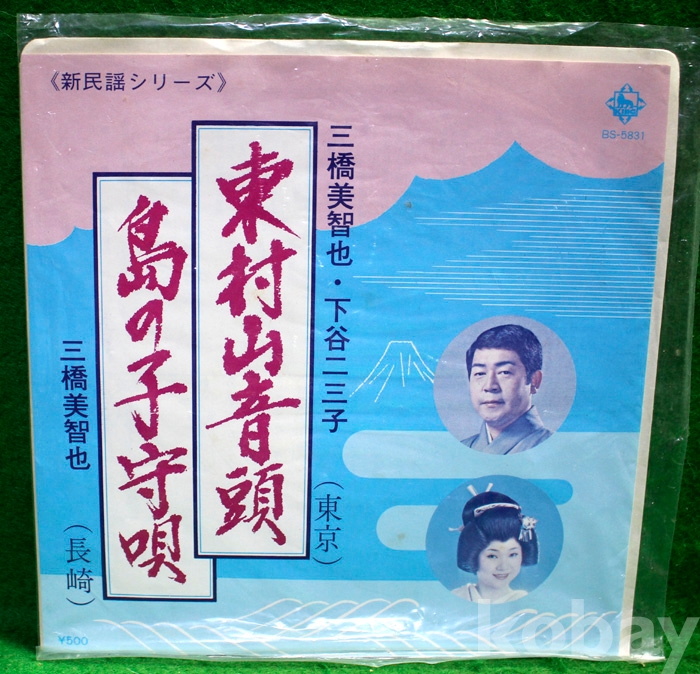 《新民謡シリーズ》
KING
BS-5831
三橋美智也・下谷二三子
東村山音頭
(東京)
島の子守唄
三橋美智也
(長崎)
¥500
kobay